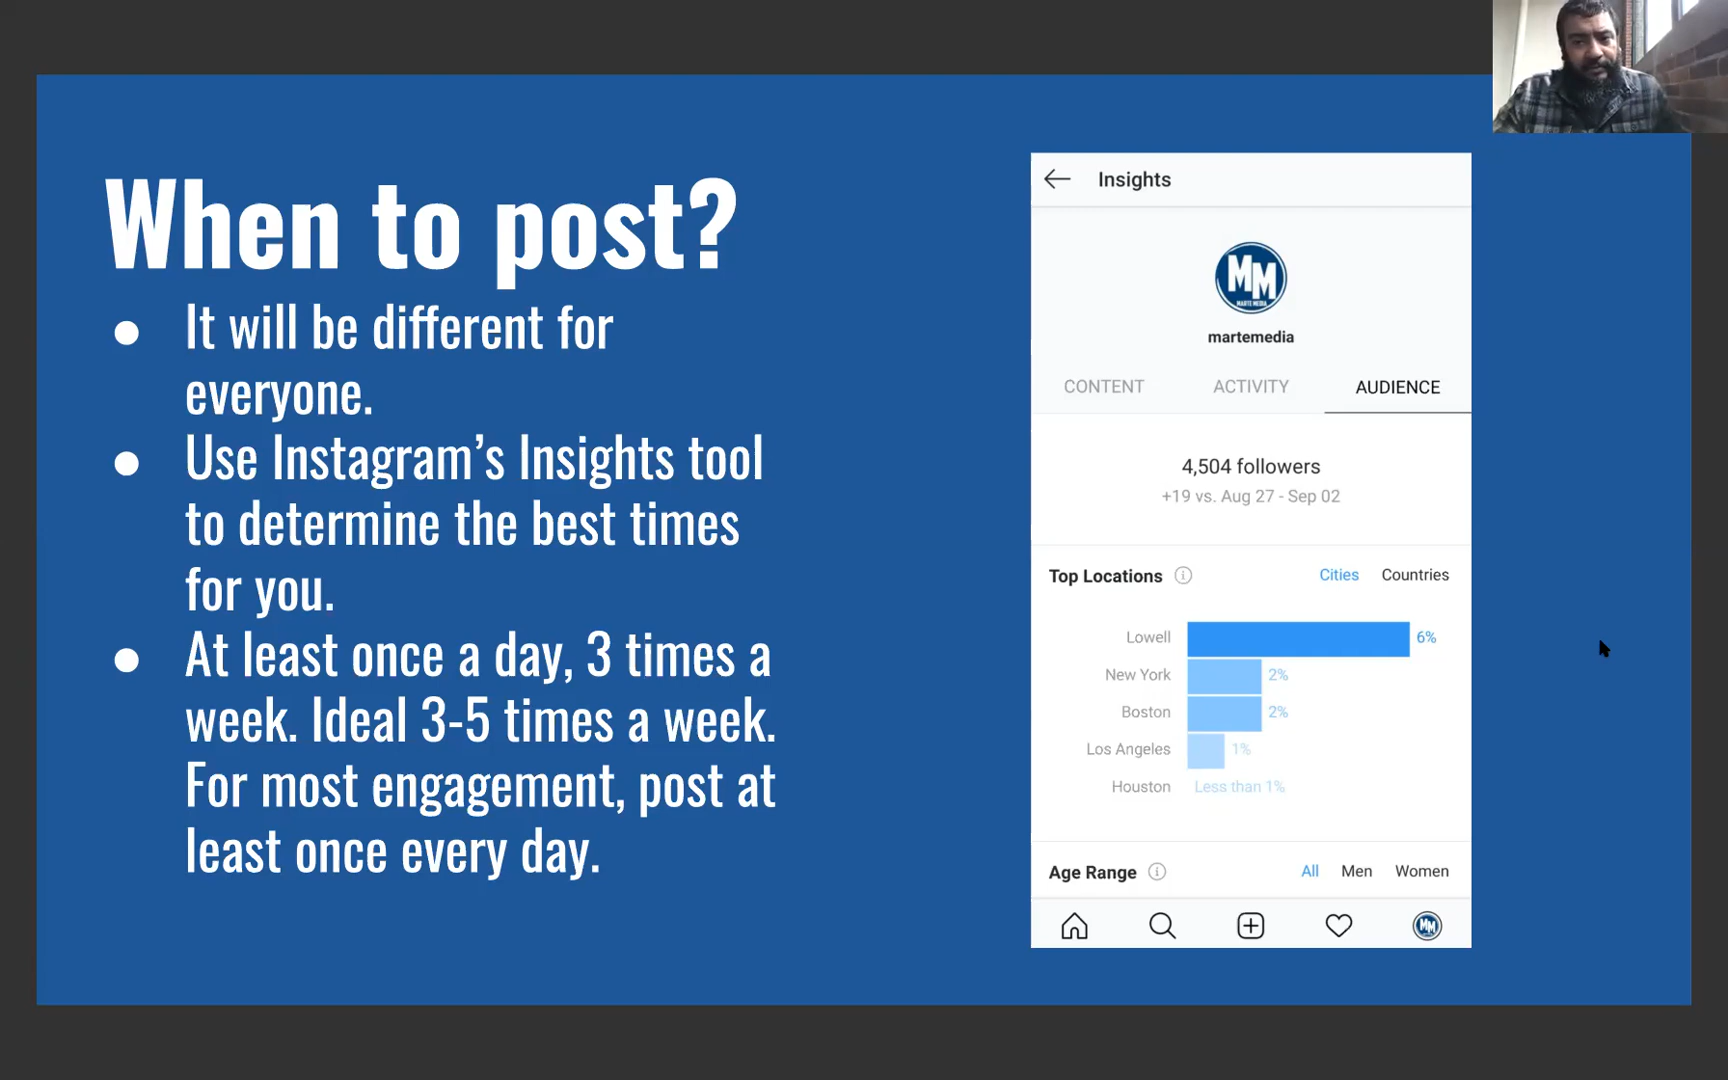 When to post?
● It will be different for
everyone.
● Use Instagram’s Insights tool
to determine the best times
for you.
● At least once a day, 3 times a
week. Ideal 3-5 times a week.
For most engagement, post at
least once every day.
Insights
MM
MARTE MEDIA
martemedia
CONTENT ACTIVITY AUDIENCE
4,504 followers
+19 vs. Aug 27 - Sep 02
Top Locations Cities Countries
Lowell 6%
New York 2%
Boston 2%
Los Angeles 1%
Houston Less than 1%
Age Range All Men Women
MM